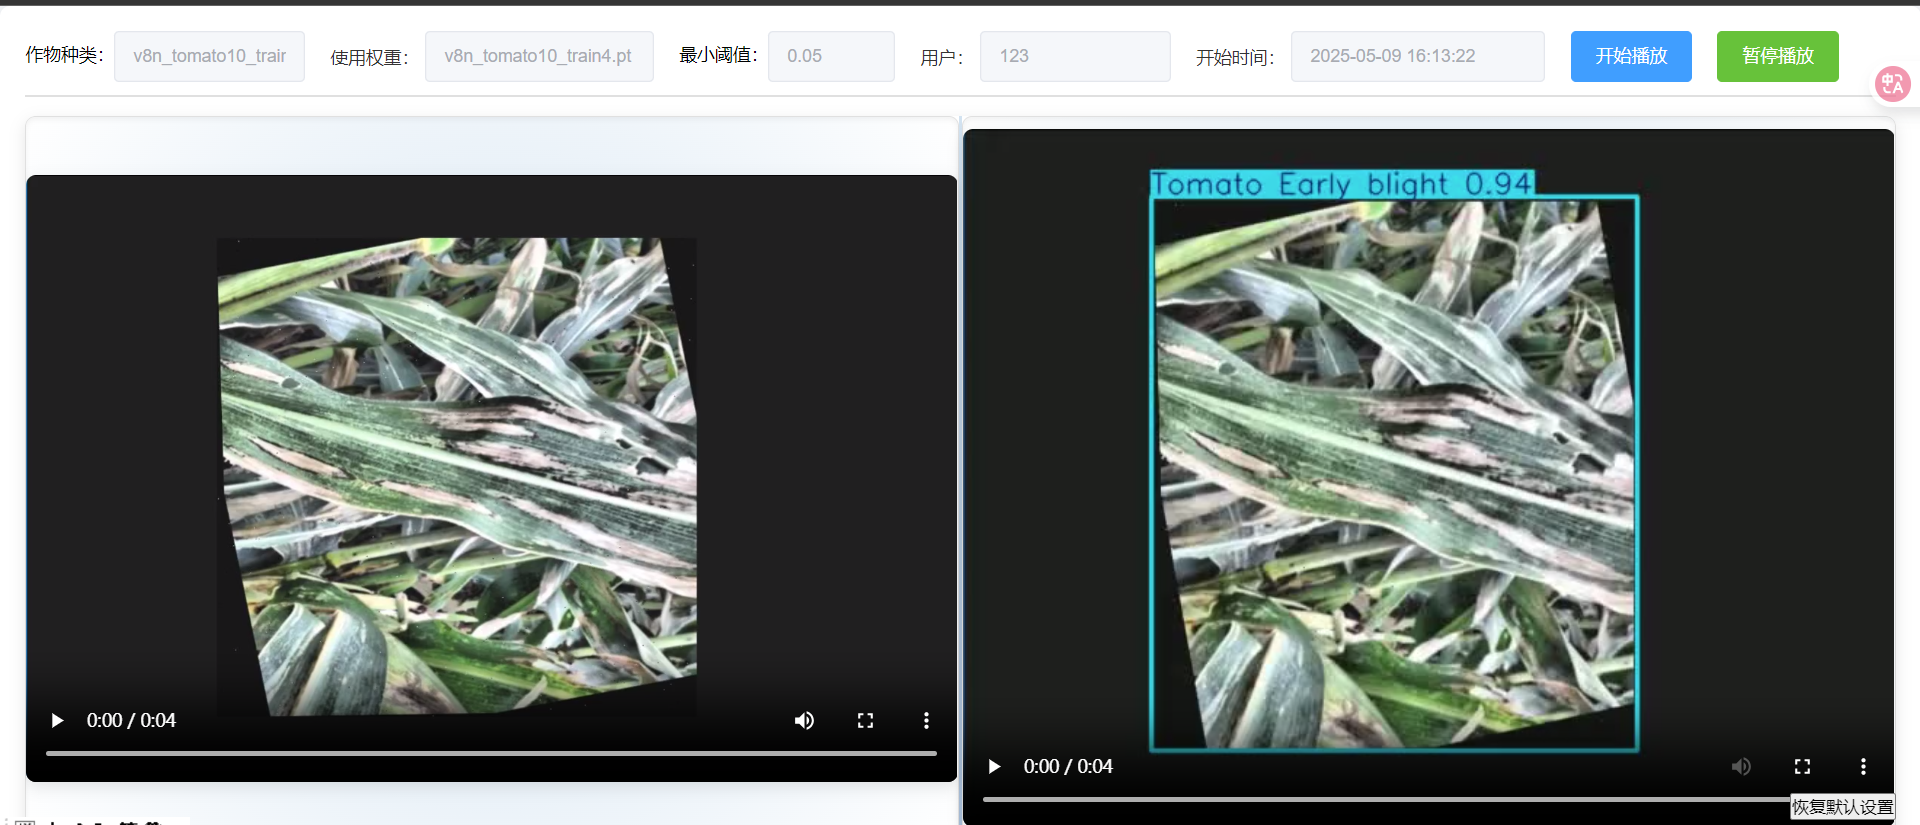 作物种类： v8n_tomato10_trair 使用权重： v8n_tomato10_train4.pt 最小阈值： 0.05 用户： 123 开始时间： 2025-05-09 16:13:22 开始播放 暂停播放
中A
Tomato Early blight 0.94
0:00 / 0:04
0:00 / 0:04
恢复默认设置